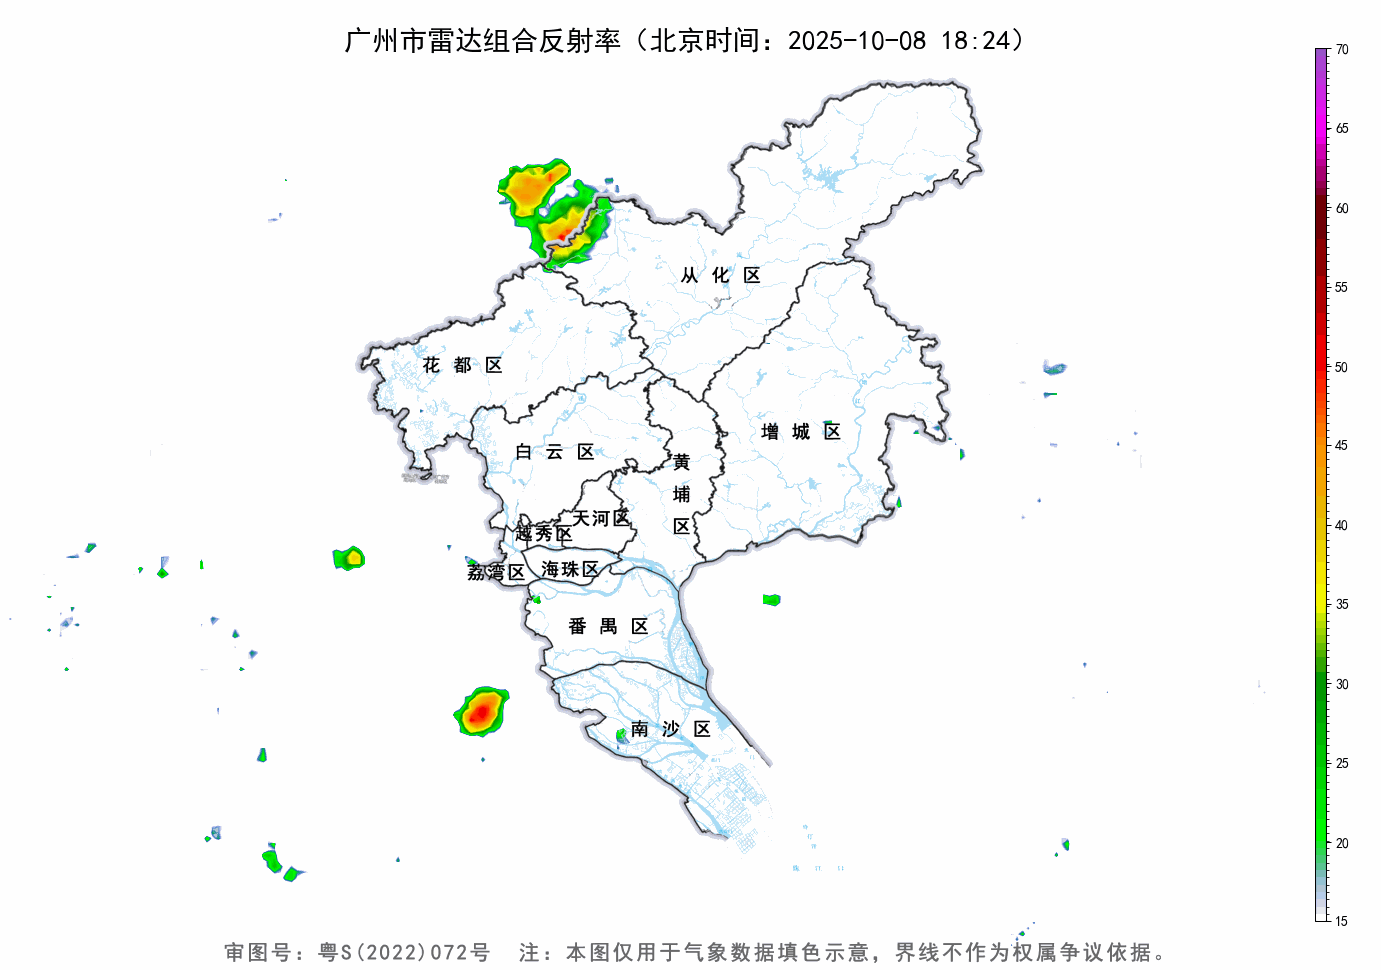 广州市雷达组合反射率（北京时间：2025-10-08 18:24）
70
65
60
55
50
45
40
35
30
25
20
15
从化区
花都区
增城区
白云区
黄埔区
天河区
越秀区
荔湾区
海珠区
番禺区
南沙区
审图号：粤S(2022)072号 注：本图仅用于气象数据填色示意，界线不作为权属争议依据。